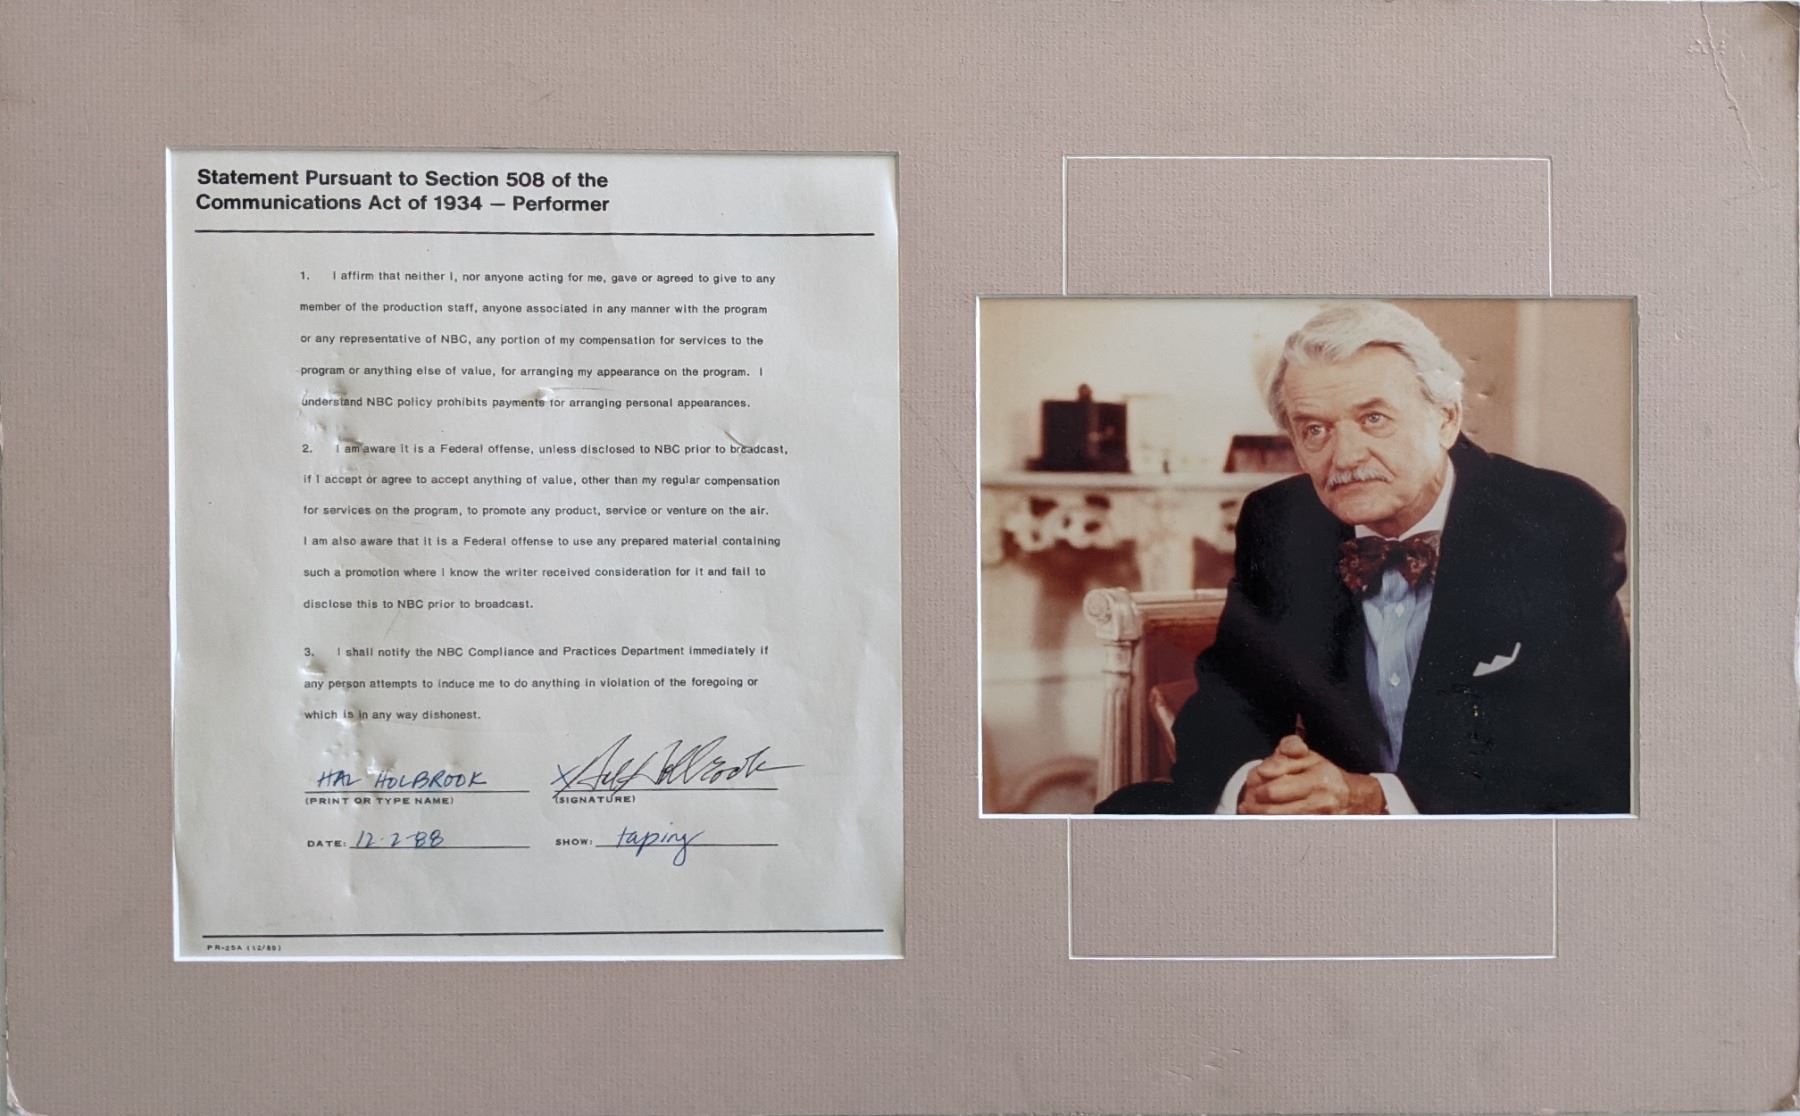 Statement Pursuant to Section 508 of the
Communications Act of 1934 — Performer
1. I affirm that neither I, nor anyone acting for me, gave or agreed to give to any
member of the production staff, anyone associated in any manner with the program
or any representative of NBC, any portion of my compensation for services to the
program or anything else of value, for arranging my appearance on the program. I
understand NBC policy prohibits payments for arranging personal appearances.
2. I am aware it is a Federal offense, unless disclosed to NBC prior to broadcast,
if I accept or agree to accept anything of value, other than my regular compensation
for services on the program, to promote any product, service or venture on the air.
I am also aware that it is a Federal offense to use any prepared material containing
such a promotion where I know the writer received consideration for it and fail to
disclose this to NBC prior to broadcast.
3. I shall notify the NBC Compliance and Practices Department immediately if
any person attempts to induce me to do anything in violation of the foregoing or
which is in any way dishonest.
HAL HOLBROOK X Hal Holbrook
(PRINT OR TYPE NAME) (SIGNATURE)
DATE: 12-2-88 SHOW: taping
PR-25A (12/80)